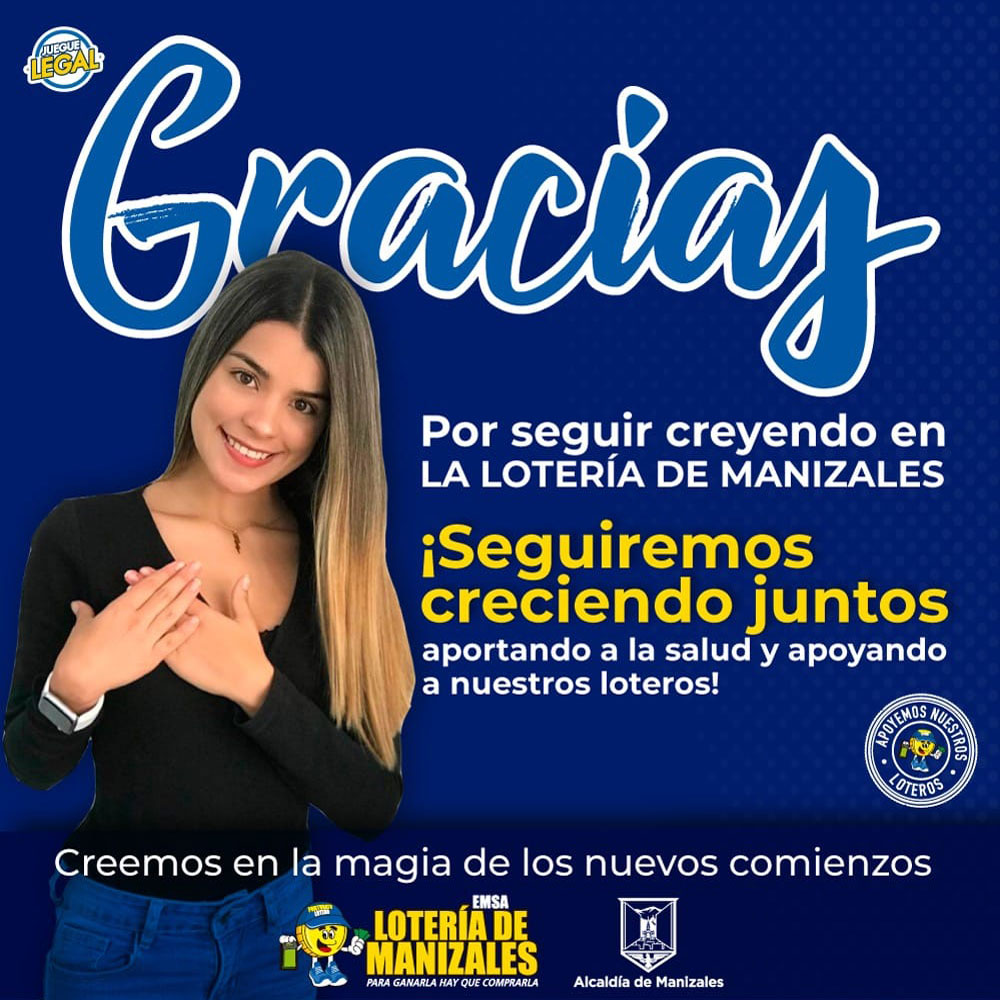 JUEGUE
LEGAL
Gracias
Por seguir creyendo en
LA LOTERÍA DE MANIZALES
¡Seguiremos
creciendo juntos
aportando a la salud y apoyando
a nuestros loteros!
APOYEMOS NUESTROS
LOTEROS
Creemos en la magia de los nuevos comienzos
EMSA
LOTERÍA DE
MANIZALES
PARA GANARLA HAY QUE COMPRARLA
Alcaldía de Manizales